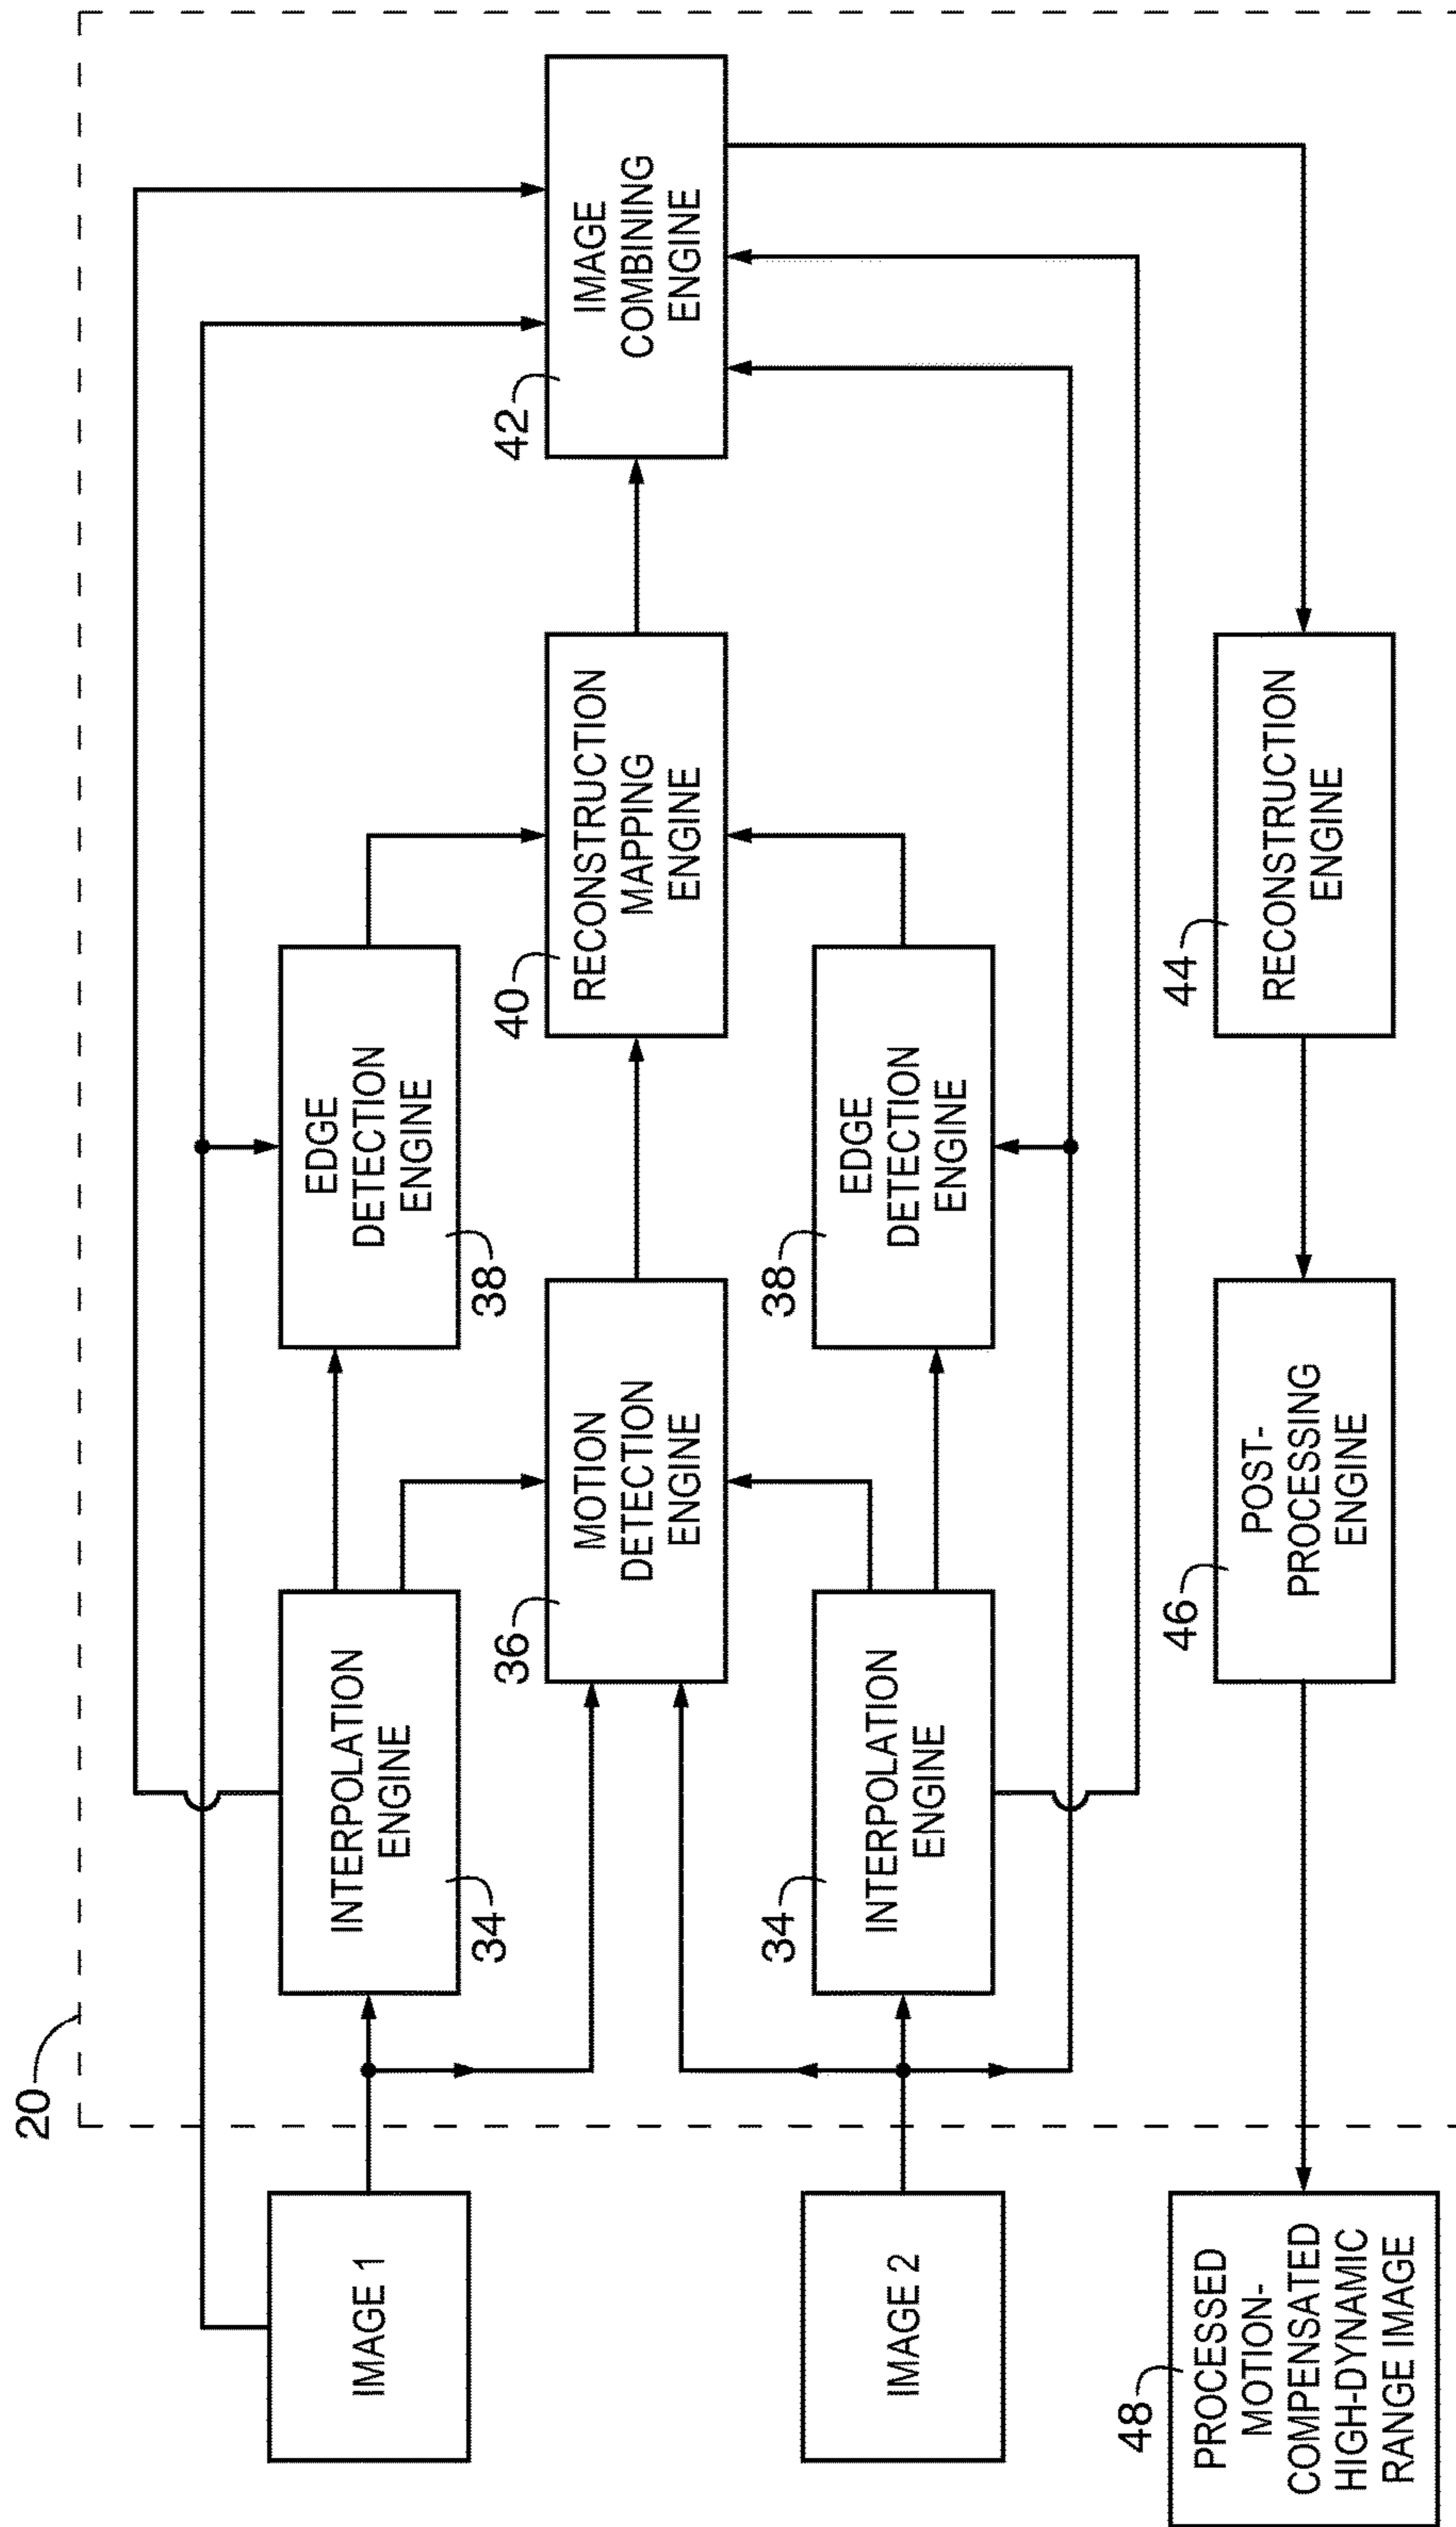 20
IMAGE 1
INTERPOLATION
ENGINE
34
EDGE
DETECTION
ENGINE
38
MOTION
DETECTION
ENGINE
36
RECONSTRUCTION
MAPPING
ENGINE
40
IMAGE
COMBINING
ENGINE
42
IMAGE 2
INTERPOLATION
ENGINE
34
EDGE
DETECTION
ENGINE
38
PROCESSED
MOTION-
COMPENSATED
HIGH-DYNAMIC
RANGE IMAGE
48
POST-
PROCESSING
ENGINE
46
RECONSTRUCTION
ENGINE
44